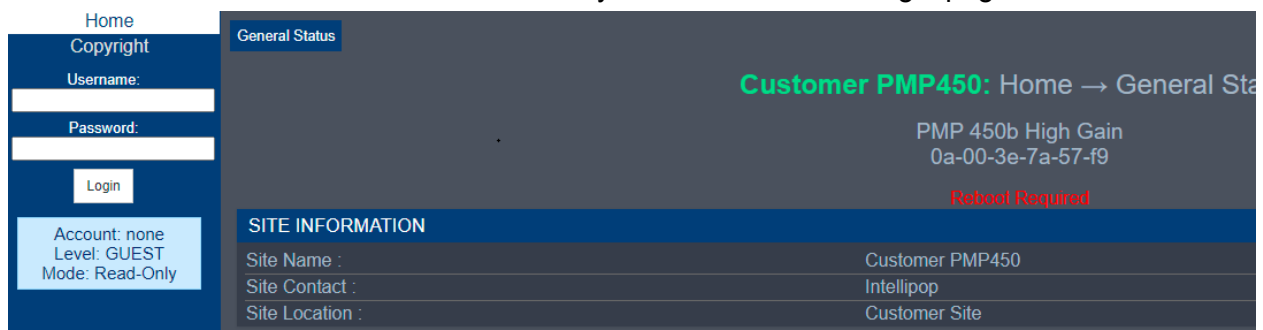 Home
Copyright
Username:
Password:
Login
Account: none
Level: GUEST
Mode: Read-Only
General Status
Customer PMP450: Home → General Sta
PMP 450b High Gain
0a-00-3e-7a-57-f9
Reboot Required
SITE INFORMATION
Site Name : Customer PMP450
Site Contact : Intellipop
Site Location : Customer Site